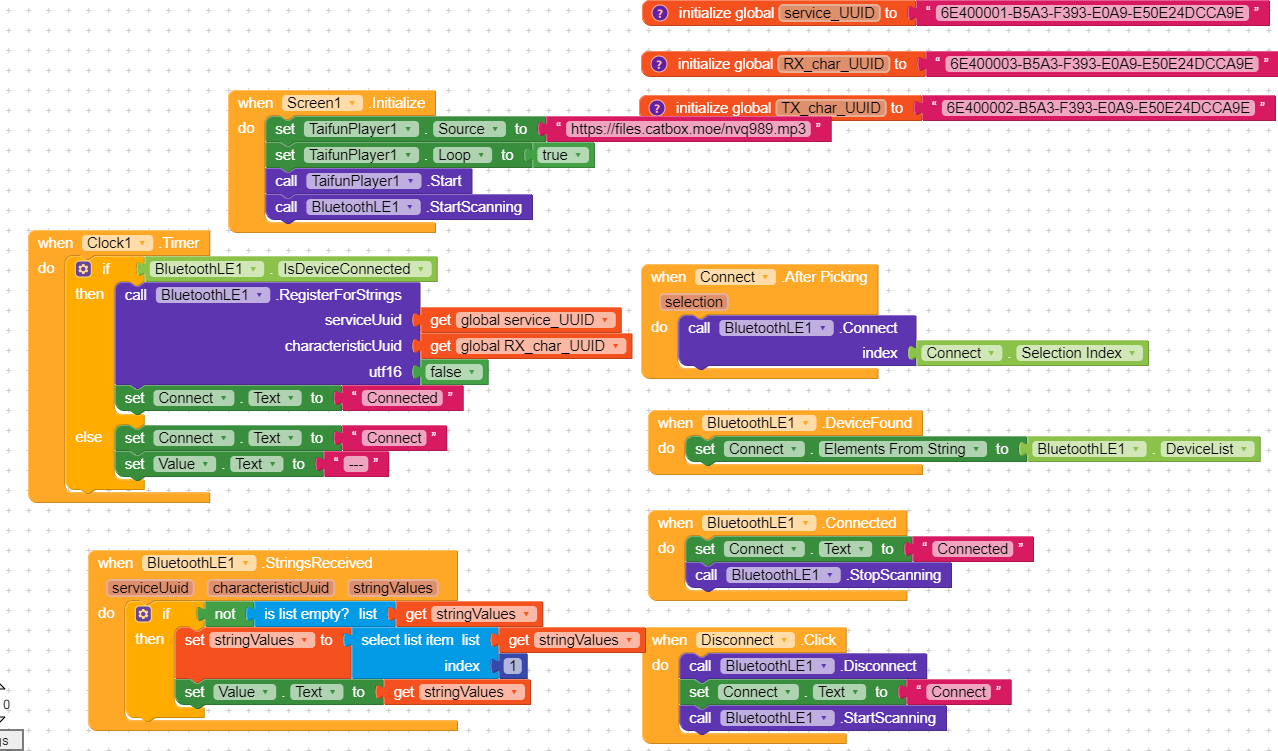 initialize global service_UUID to “ 6E400001-B5A3-F393-E0A9-E50E24DCCA9E ”
initialize global RX_char_UUID to “ 6E400003-B5A3-F393-E0A9-E50E24DCCA9E ”
initialize global TX_char_UUID to “ 6E400002-B5A3-F393-E0A9-E50E24DCCA9E ”
when Screen1 .Initialize
do set TaifunPlayer1 . Source to “ https://files.catbox.moe/nvq989.mp3 ”
set TaifunPlayer1 . Loop to true
call TaifunPlayer1 .Start
call BluetoothLE1 .StartScanning
when Clock1 .Timer
do if BluetoothLE1 . IsDeviceConnected
then call BluetoothLE1 .RegisterForStrings
serviceUuid get global service_UUID
characteristicUuid get global RX_char_UUID
utf16 false
set Connect . Text to “ Connected ”
else set Connect . Text to “ Connect ”
set Value . Text to “ --- ”
when Connect .After Picking
selection
do call BluetoothLE1 .Connect
index Connect . Selection Index
when BluetoothLE1 .DeviceFound
do set Connect . Elements From String to BluetoothLE1 . DeviceList
when BluetoothLE1 .Connected
do set Connect . Text to “ Connected ”
call BluetoothLE1 .StopScanning
when BluetoothLE1 .StringsReceived
serviceUuid characteristicUuid stringValues
do if not is list empty? list get stringValues
then set stringValues to select list item list get stringValues
index 1
set Value . Text to get stringValues
when Disconnect .Click
do call BluetoothLE1 .Disconnect
set Connect . Text to “ Connect ”
call BluetoothLE1 .StartScanning
0